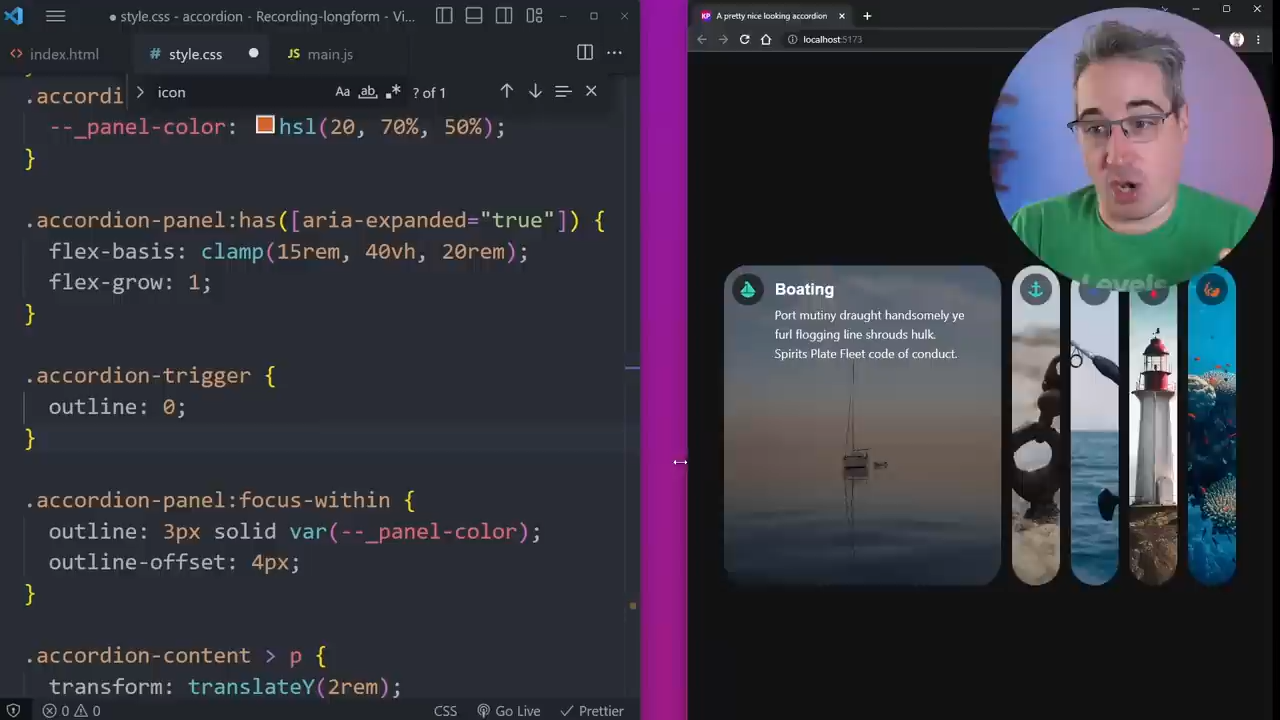 style.css - accordion - Recording-longform - Vi...
index.html
# style.css
JS main.js
icon
Aa ab .*
? of 1
.accordi
--_panel-color: hsl(20, 70%, 50%);
}
.accordion-panel:has([aria-expanded="true"]) {
flex-basis: clamp(15rem, 40vh, 20rem);
flex-grow: 1;
}
.accordion-trigger {
outline: 0;
}
.accordion-panel:focus-within {
outline: 3px solid var(--_panel-color);
outline-offset: 4px;
}
.accordion-content > p {
transform: translateY(2rem);
0 0
CSS
Go Live
Prettier
KP
A pretty nice looking accordion
localhost:5173
Levels
Boating
Port mutiny draught handsomely ye
furl flogging line shrouds hulk.
Spirits Plate Fleet code of conduct.